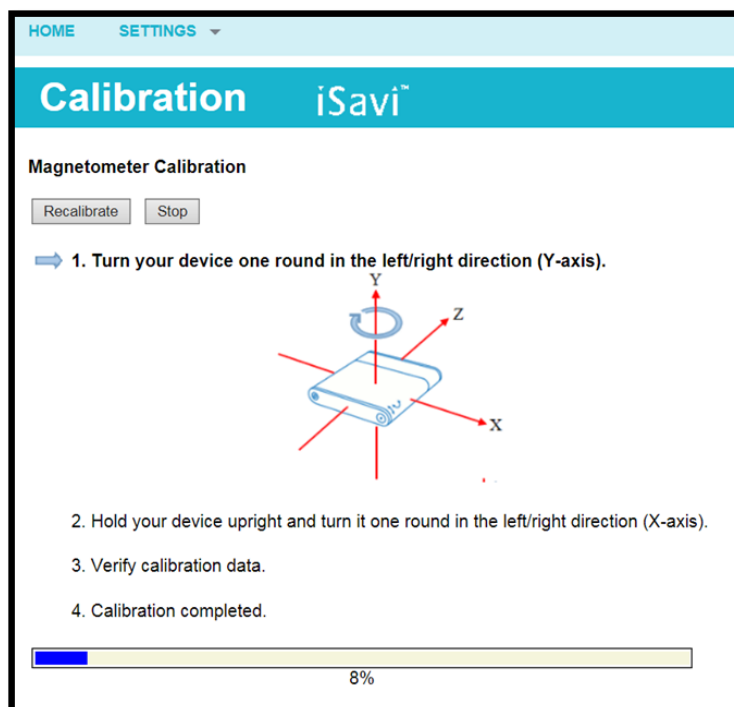 HOME SETTINGS
Calibration iSavi™
Magnetometer Calibration
Recalibrate Stop
1. Turn your device one round in the left/right direction (Y-axis).
Y
Z
X
2. Hold your device upright and turn it one round in the left/right direction (X-axis).
3. Verify calibration data.
4. Calibration completed.
8%